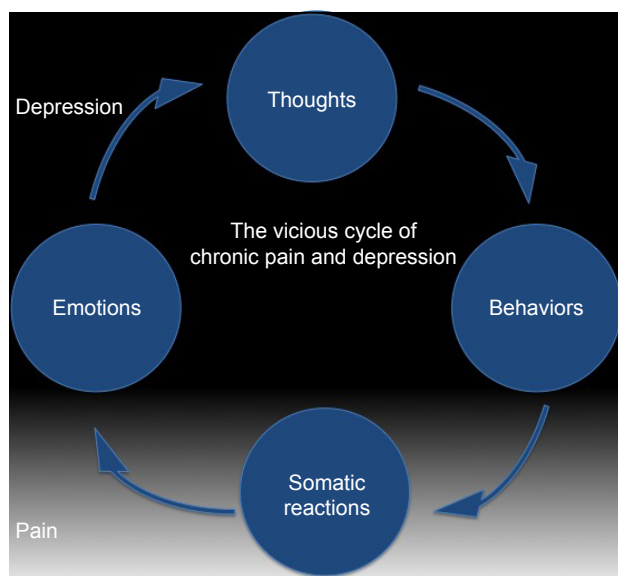 Thoughts
Depression
The vicious cycle of
chronic pain and depression
Emotions
Behaviors
Somatic
reactions
Pain